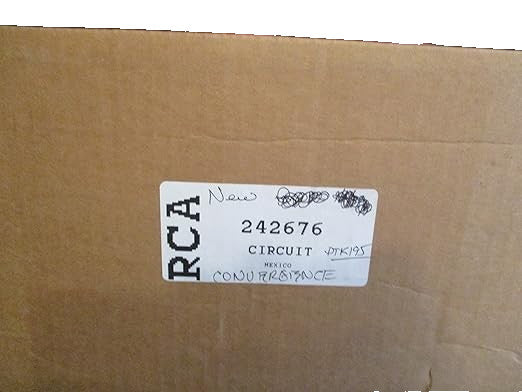 RCA
New
242676
CIRCUIT PTK195
MEXICO
CONVERGENCE